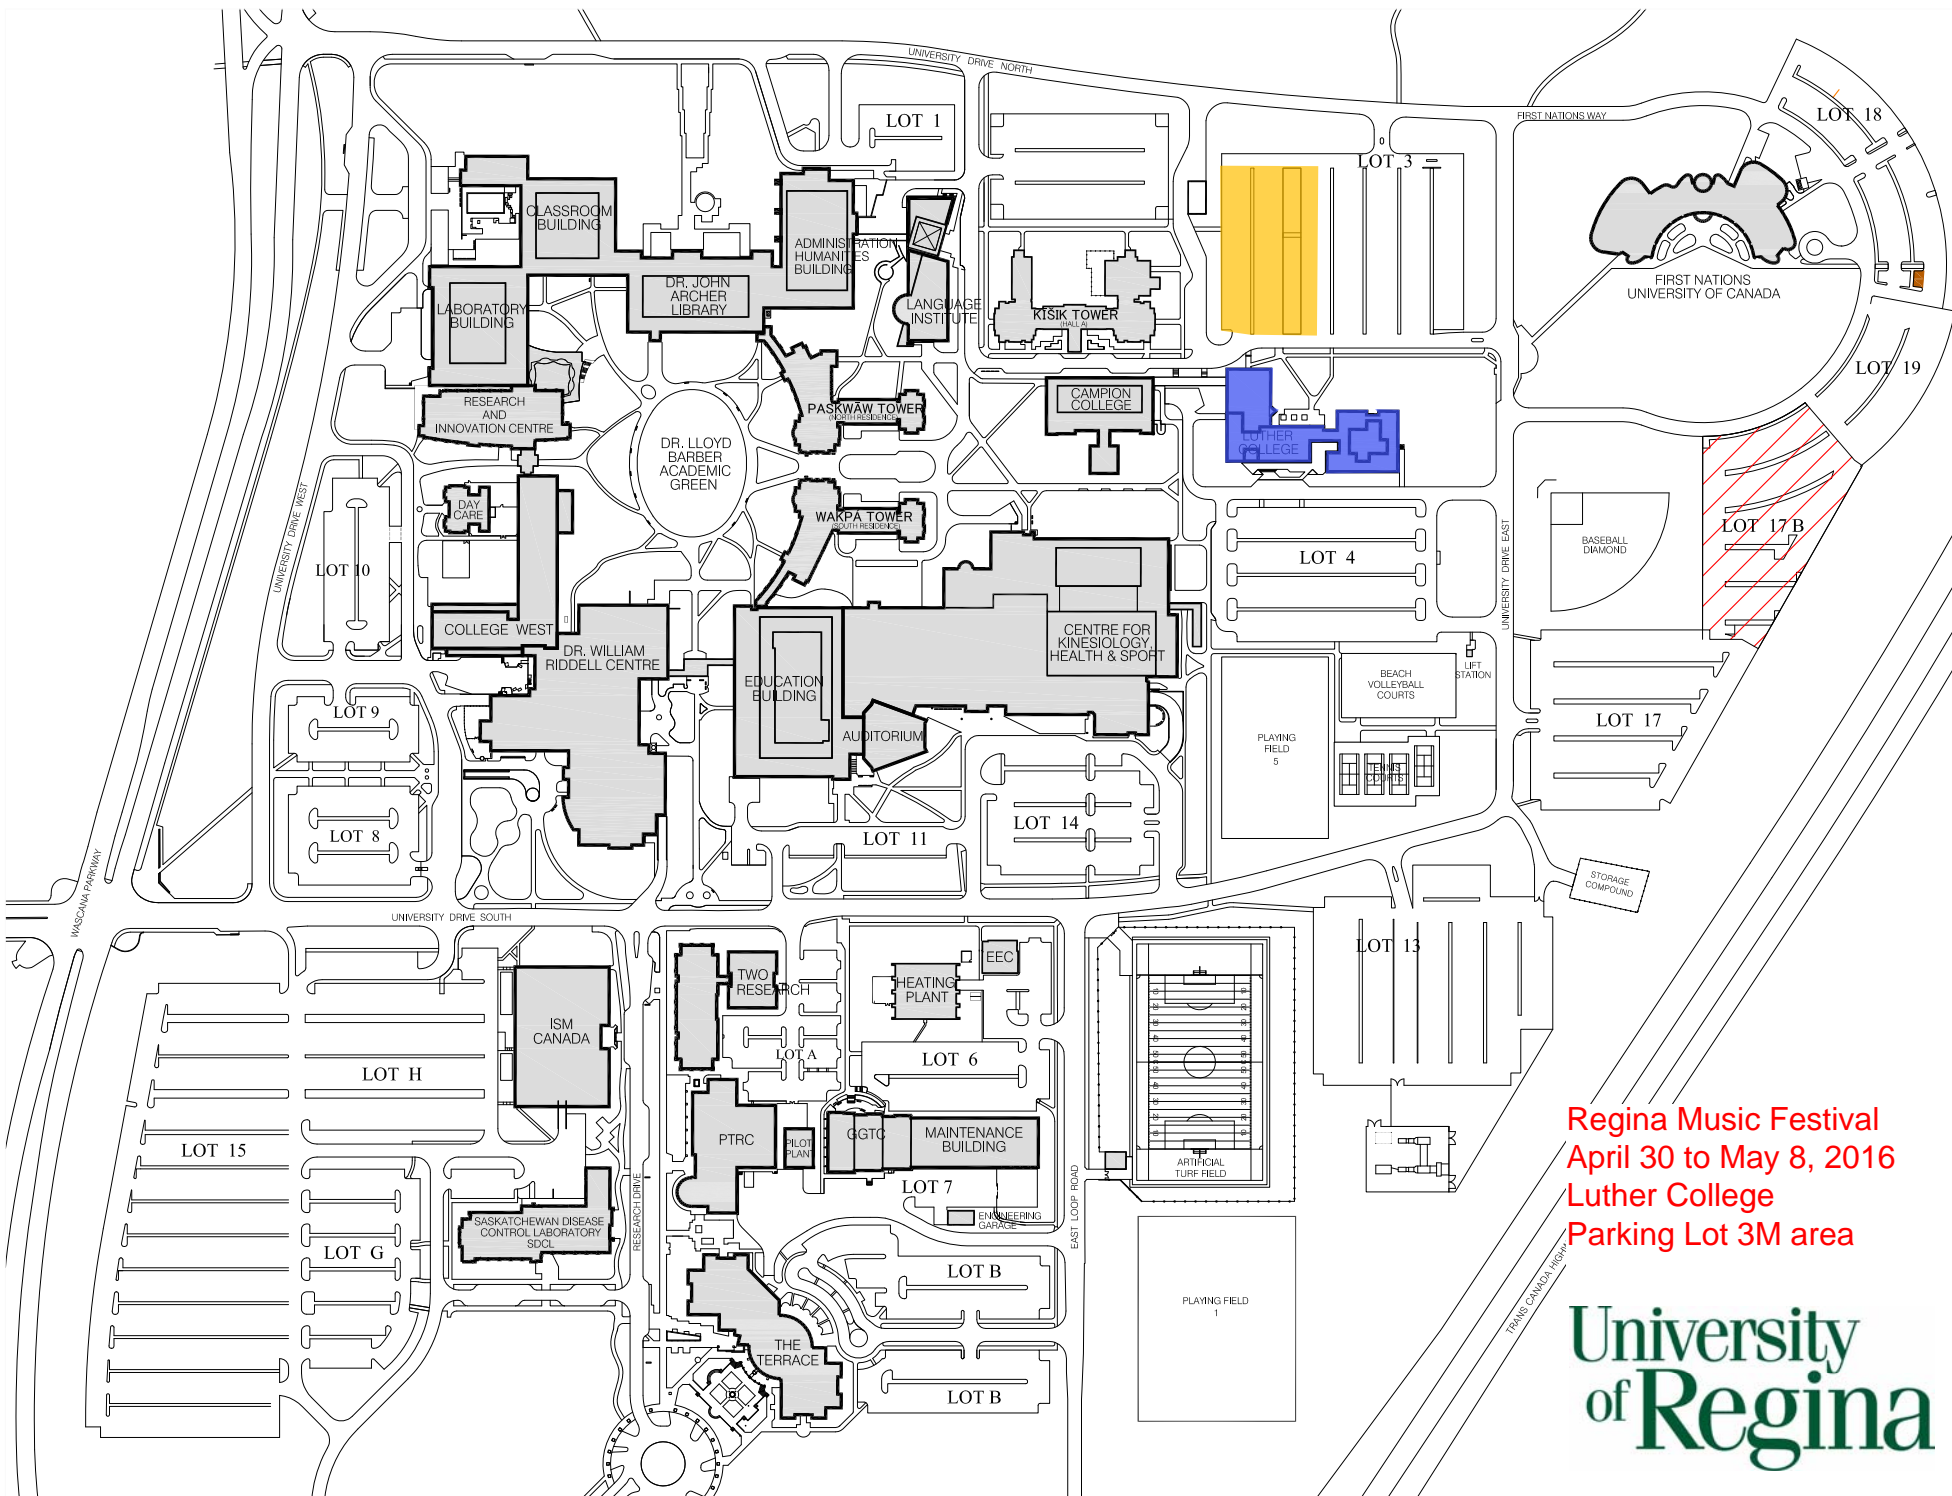 UNIVERSITY DRIVE NORTH
FIRST NATIONS WAY
LOT 18
LOT 1
LOT 3
CLASSROOM
BUILDING
ADMINISTRATION
HUMANITIES
BUILDING
DR. JOHN
ARCHER
LIBRARY
LANGUAGE
INSTITUTE
LABORATORY
BUILDING
KĪSIK TOWER
(HALL A)
FIRST NATIONS
UNIVERSITY OF CANADA
LOT 19
RESEARCH
AND
INNOVATION CENTRE
PASKWĀW TOWER
(NORTH RESIDENCE)
CAMPION
COLLEGE
LUTHER
COLLEGE
DR. LLOYD
BARBER
ACADEMIC
GREEN
UNIVERSITY DRIVE WEST
DAY
CARE
WAKPĀ TOWER
(SOUTH RESIDENCE)
LOT 17 B
BASEBALL
DIAMOND
LOT 10
LOT 4
UNIVERSITY DRIVE EAST
COLLEGE WEST
DR. WILLIAM
RIDDELL CENTRE
CENTRE FOR
KINESIOLOGY,
HEALTH & SPORT
EDUCATION
BUILDING
BEACH
VOLLEYBALL
COURTS
LIFT
STATION
LOT 9
LOT 17
AUDITORIUM
PLAYING
FIELD
5
TENNIS
COURTS
LOT 8
LOT 11
LOT 14
WASCANA PARKWAY
STORAGE
COMPOUND
UNIVERSITY DRIVE SOUTH
LOT 13
TWO
RESEARCH
HEATING
PLANT
EEC
ISM
CANADA
LOT A
LOT 6
LOT H
PTRC
PILOT
PLANT
GGTC
MAINTENANCE
BUILDING
LOT 15
ARTIFICIAL
TURF FIELD
LOT 7
ENGINEERING
GARAGE
EAST LOOP ROAD
RESEARCH DRIVE
SASKATCHEWAN DISEASE
CONTROL LABORATORY
SDCL
LOT G
LOT B
PLAYING FIELD
1
THE
TERRACE
LOT B
TRANS CANADA HIGH
Regina Music Festival
April 30 to May 8, 2016
Luther College
Parking Lot 3M area
University
of Regina